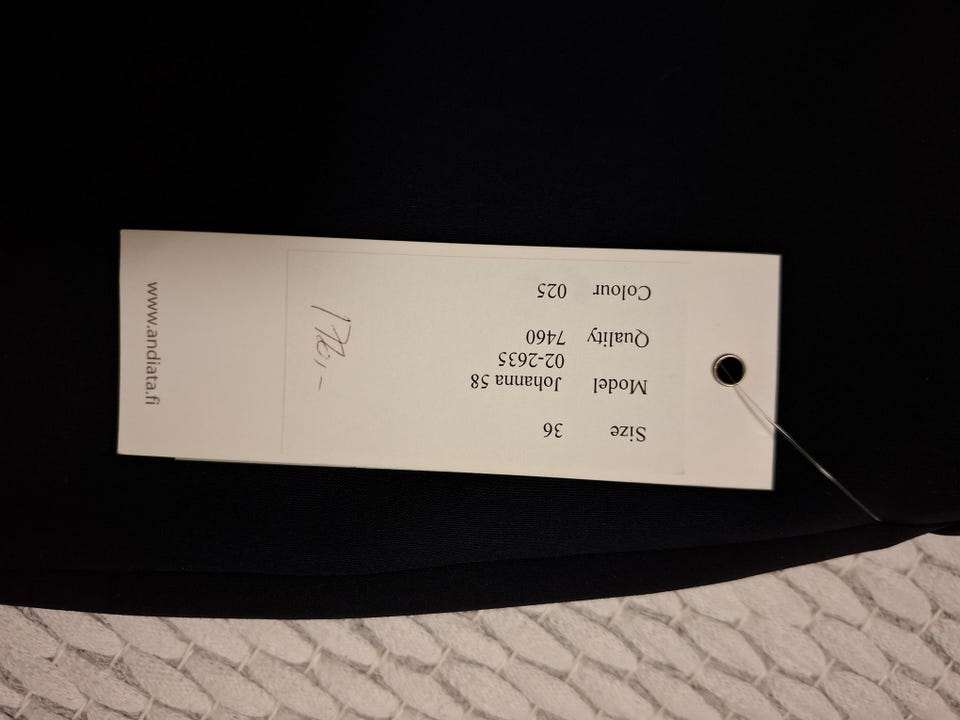 Size 36
Model Johanna 58
02-2635
Quality 7460
Colour 025
www.andiata.fi